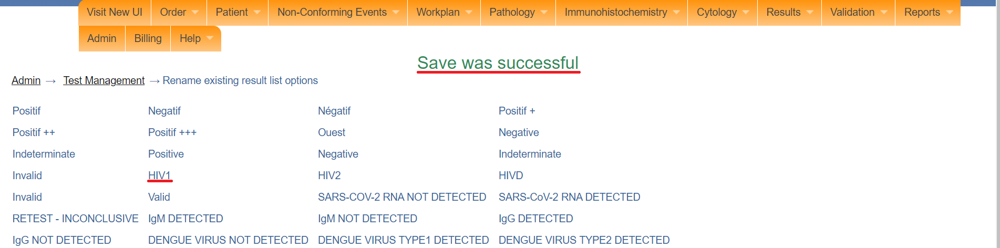 Visit New UI Order Patient Non-Conforming Events Workplan Pathology Immunohistochemistry Cytology Results Validation Reports
Admin Billing Help
Save was successful
Admin → Test Management → Rename existing result list options
Positif Negatif Négatif Positif +
Positif ++ Positif +++ Ouest Negative
Indeterminate Positive Negative Indeterminate
Invalid HIV1 HIV2 HIVD
Invalid Valid SARS-COV-2 RNA NOT DETECTED SARS-CoV-2 RNA DETECTED
RETEST - INCONCLUSIVE IgM DETECTED IgM NOT DETECTED IgG DETECTED
IgG NOT DETECTED DENGUE VIRUS NOT DETECTED DENGUE VIRUS TYPE1 DETECTED DENGUE VIRUS TYPE2 DETECTED